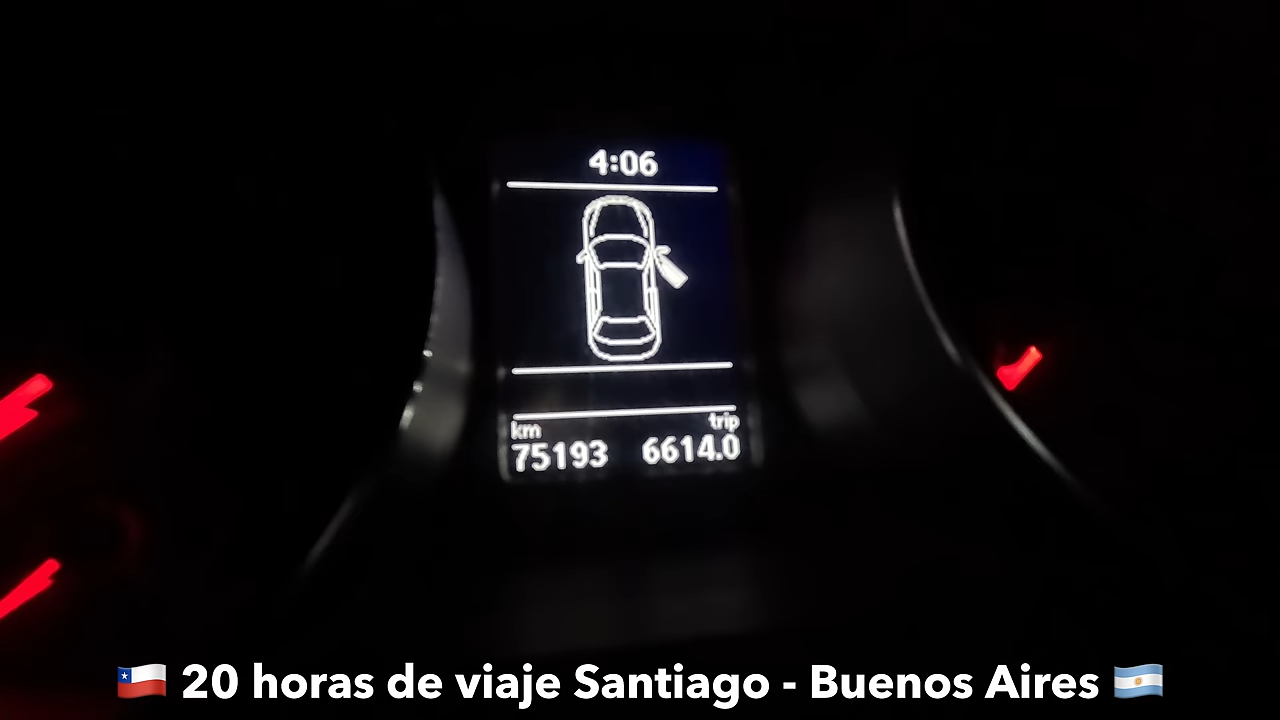 4:06
km trip
75193 6614.0
🇨🇱 20 horas de viaje Santiago - Buenos Aires 🇦🇷